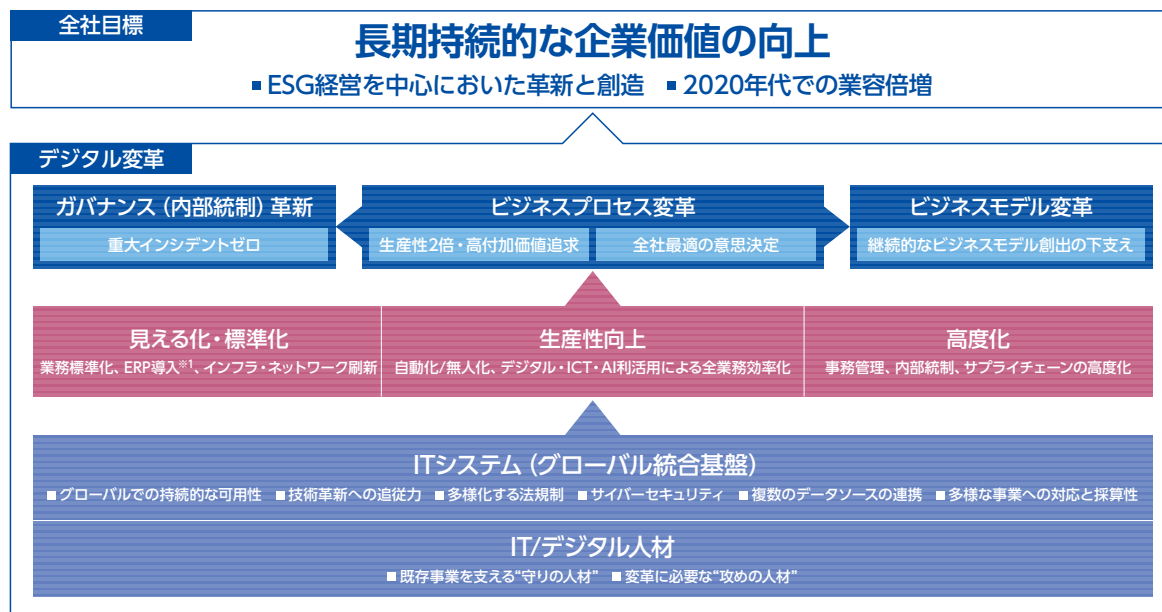 全社目標
長期持続的な企業価値の向上
■ ESG経営を中心においた革新と創造 ■ 2020年代での業容倍増
デジタル変革
ガバナンス（内部統制）革新
重大インシデントゼロ
ビジネスプロセス変革
生産性2倍・高付加価値追求
全社最適の意思決定
ビジネスモデル変革
継続的なビジネスモデル創出の下支え
見える化・標準化
業務標準化、ERP導入※1、インフラ・ネットワーク刷新
生産性向上
自動化/無人化、デジタル・ICT・AI利活用による全業務効率化
高度化
事務管理、内部統制、サプライチェーンの高度化
ITシステム（グローバル統合基盤）
■ グローバルでの持続的な可用性 ■ 技術革新への追従力 ■ 多様化する法規制 ■ サイバーセキュリティ ■ 複数のデータソースの連携 ■ 多様な事業への対応と採算性
IT/デジタル人材
■ 既存事業を支える“守りの人材” ■ 変革に必要な“攻めの人材”